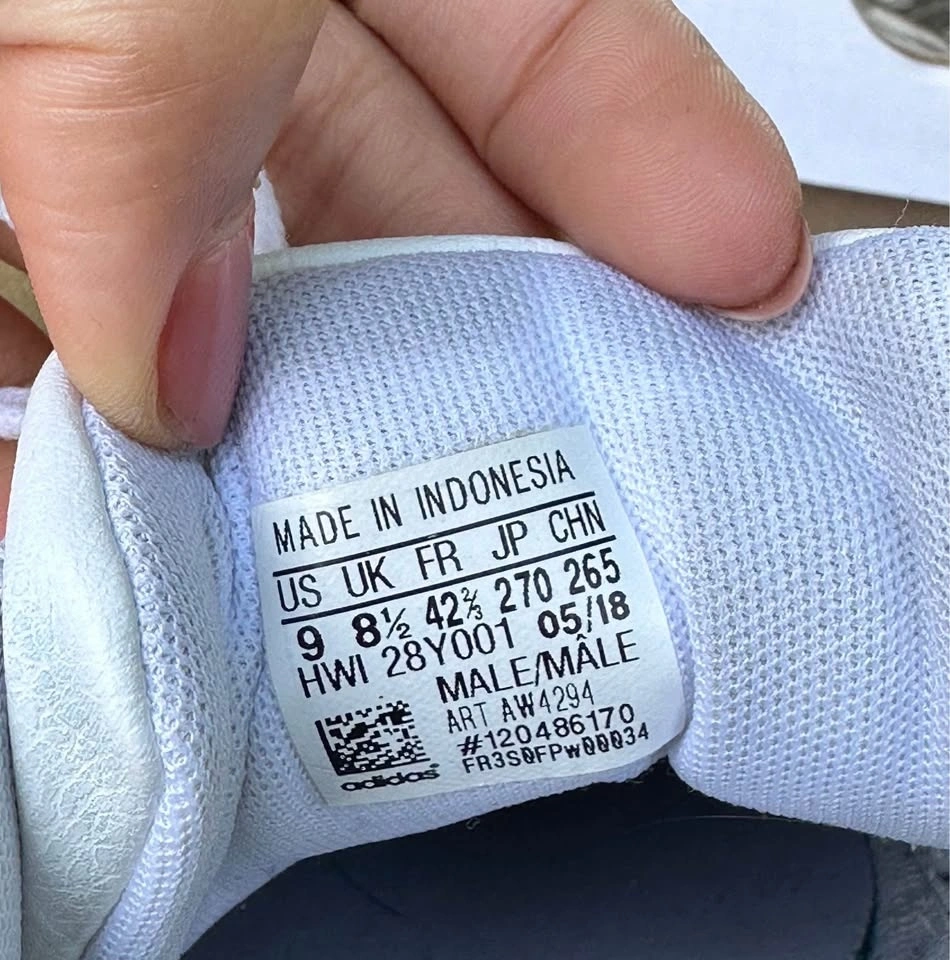 MADE IN INDONESIA
US UK FR JP CHN
9 8½ 42⅔ 270 265
HWI 28Y001 05/18
MALE/MÂLE
ART AW4294
#120486170
FR3S0FPW00034
adidas